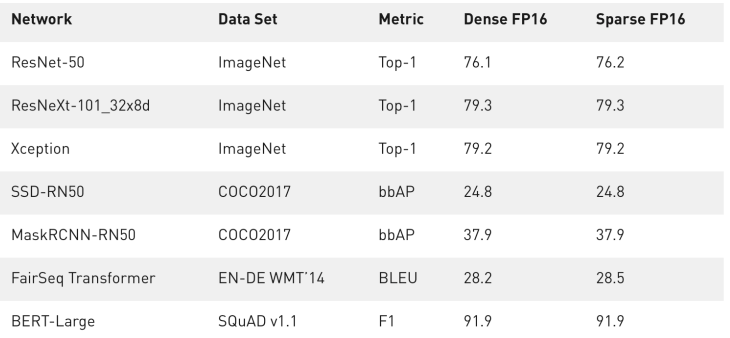 Network Data Set Metric Dense FP16 Sparse FP16
ResNet-50 ImageNet Top-1 76.1 76.2
ResNeXt-101_32x8d ImageNet Top-1 79.3 79.3
Xception ImageNet Top-1 79.2 79.2
SSD-RN50 COCO2017 bbAP 24.8 24.8
MaskRCNN-RN50 COCO2017 bbAP 37.9 37.9
FairSeq Transformer EN-DE WMT'14 BLEU 28.2 28.5
BERT-Large SQuAD v1.1 F1 91.9 91.9